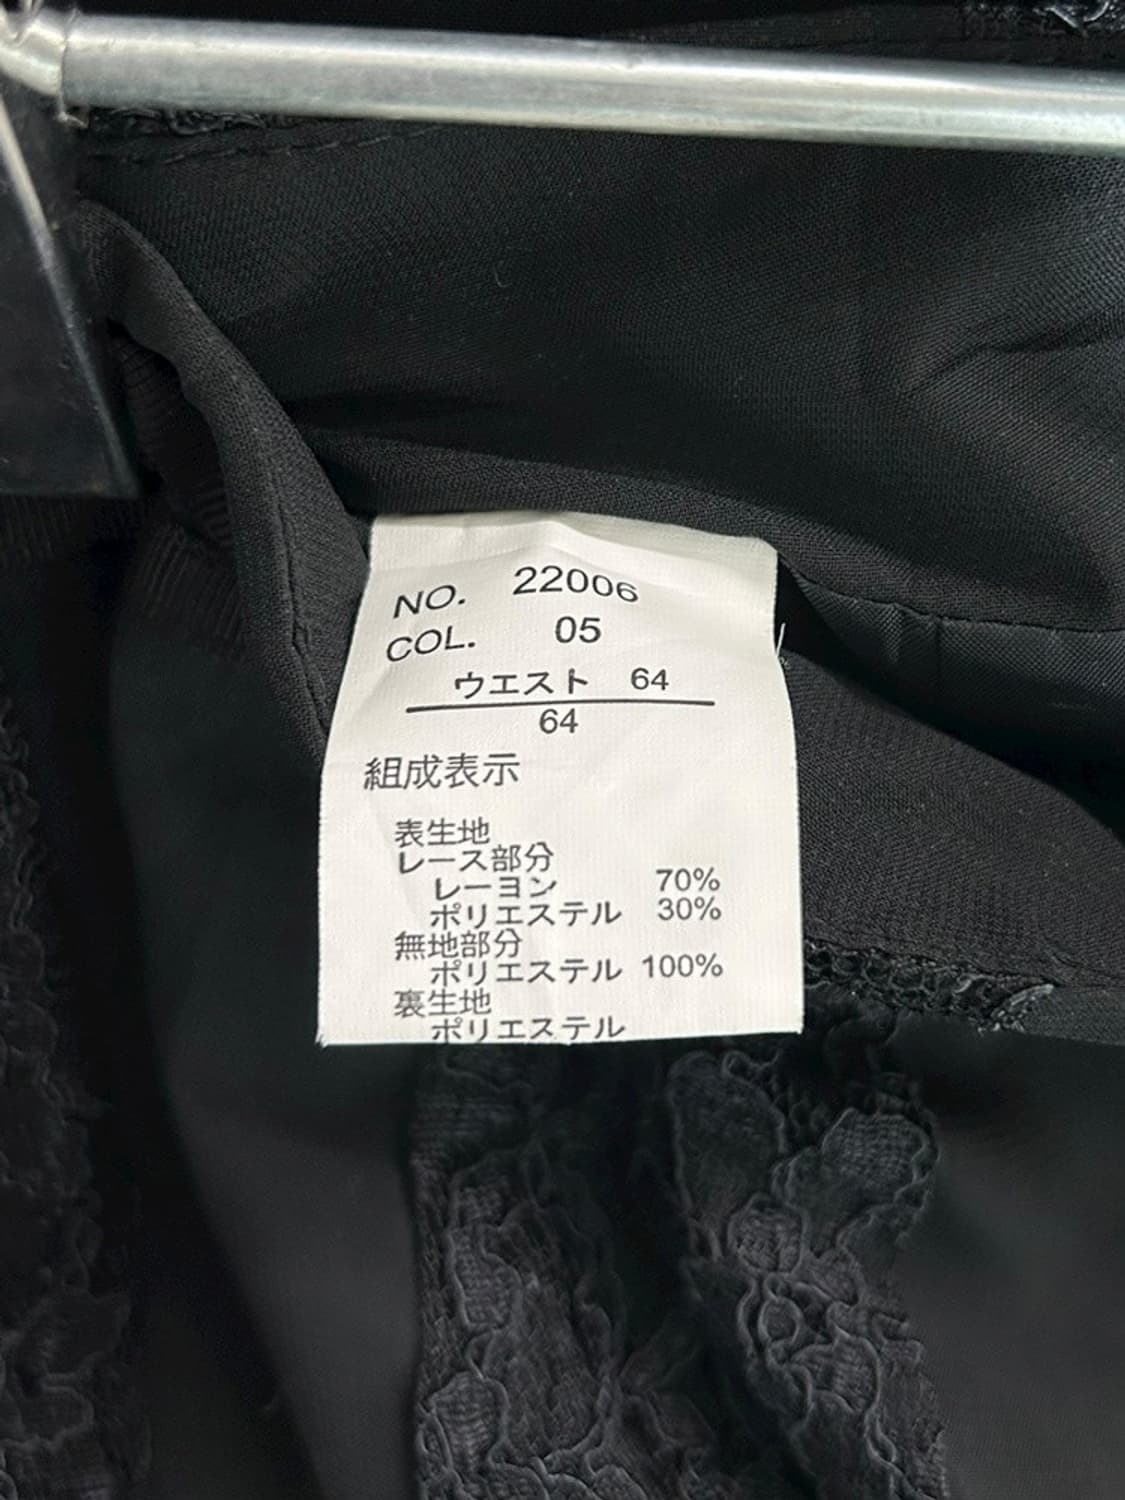 NO. 22006
COL. 05
ウエスト 64
64
組成表示
表生地
レース部分
レーヨン 70%
ポリエステル 30%
無地部分
ポリエステル 100%
裏生地
ポリエステル